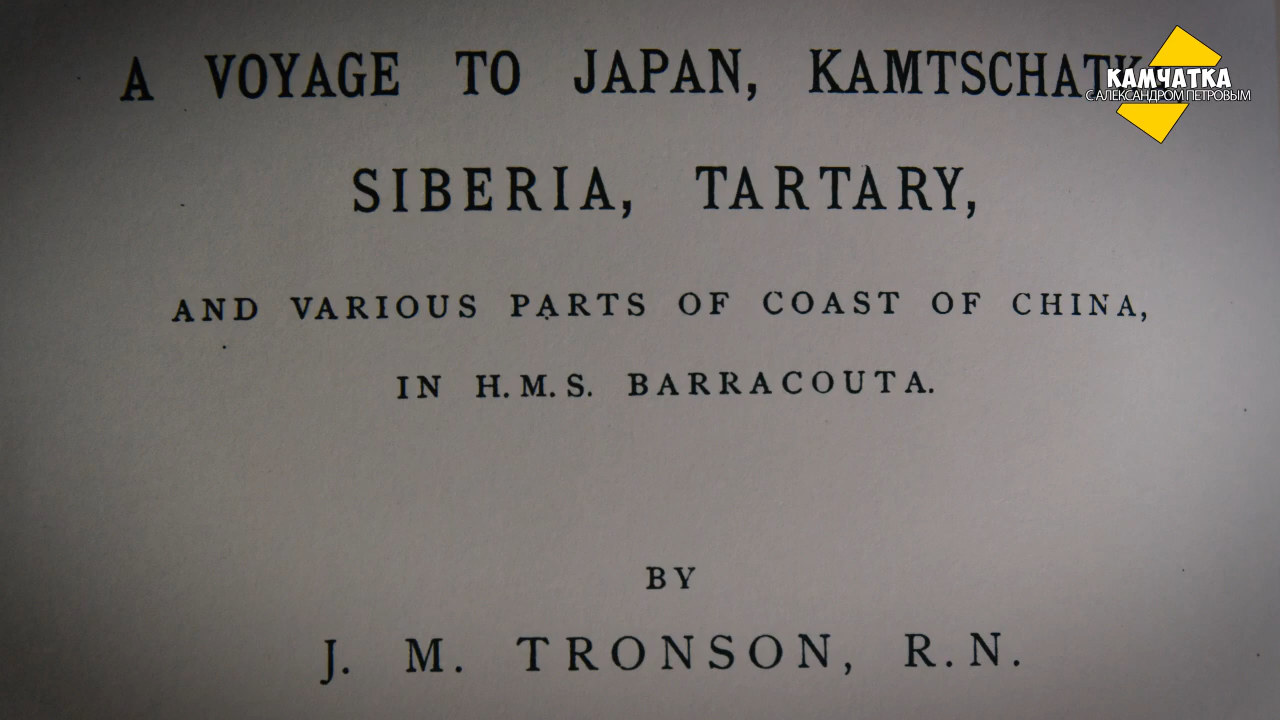 A VOYAGE TO JAPAN, KAMTSCHATK
SIBERIA, TARTARY,
AND VARIOUS PARTS OF COAST OF CHINA,
IN H.M.S. BARRACOUTA.
BY
J. M. TRONSON, R.N.
КАМЧАТКА
С АЛЕКСАНДРОМ ПЕТРОВЫМ